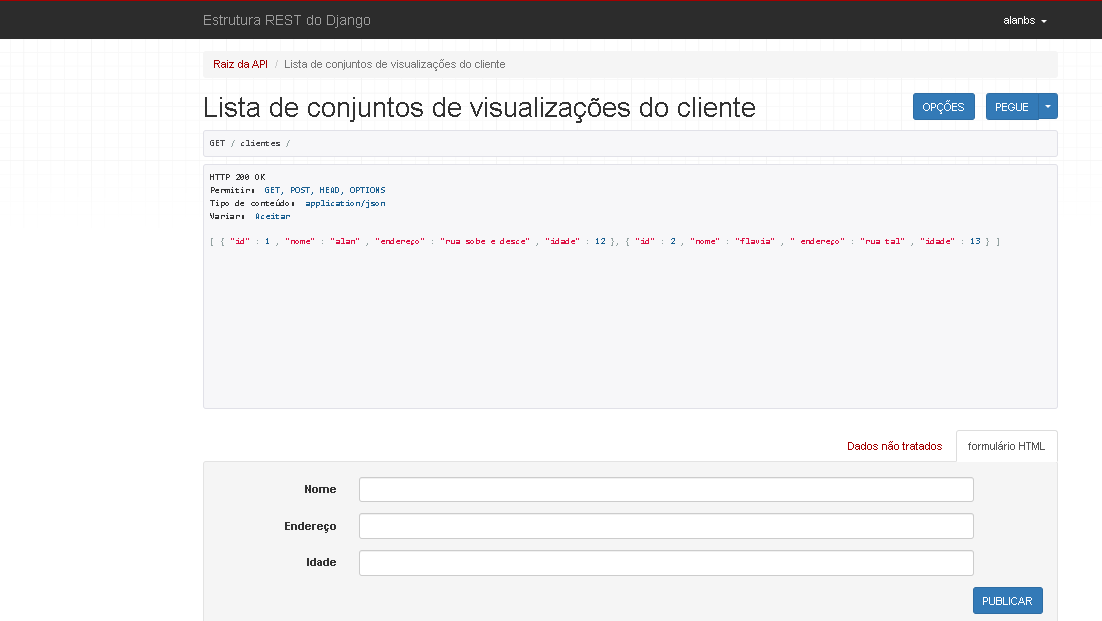 Estrutura REST do Django
alanbs
Raiz da API / Lista de conjuntos de visualizações do cliente
Lista de conjuntos de visualizações do cliente
OPÇÕES
PEGUE
GET / clientes /
HTTP 200 OK
Permitir: GET, POST, HEAD, OPTIONS
Tipo de conteúdo: application/json
Variar: Aceitar
[ { "id" : 1 , "nome" : "alan" , "endereço" : "rua sobe e desce" , "idade" : 12 }, { "id" : 2 , "nome" : "flavia" , " endereço" : "rua tal" , "idade" : 13 } ]
Dados não tratados
formulário HTML
Nome
Endereço
Idade
PUBLICAR